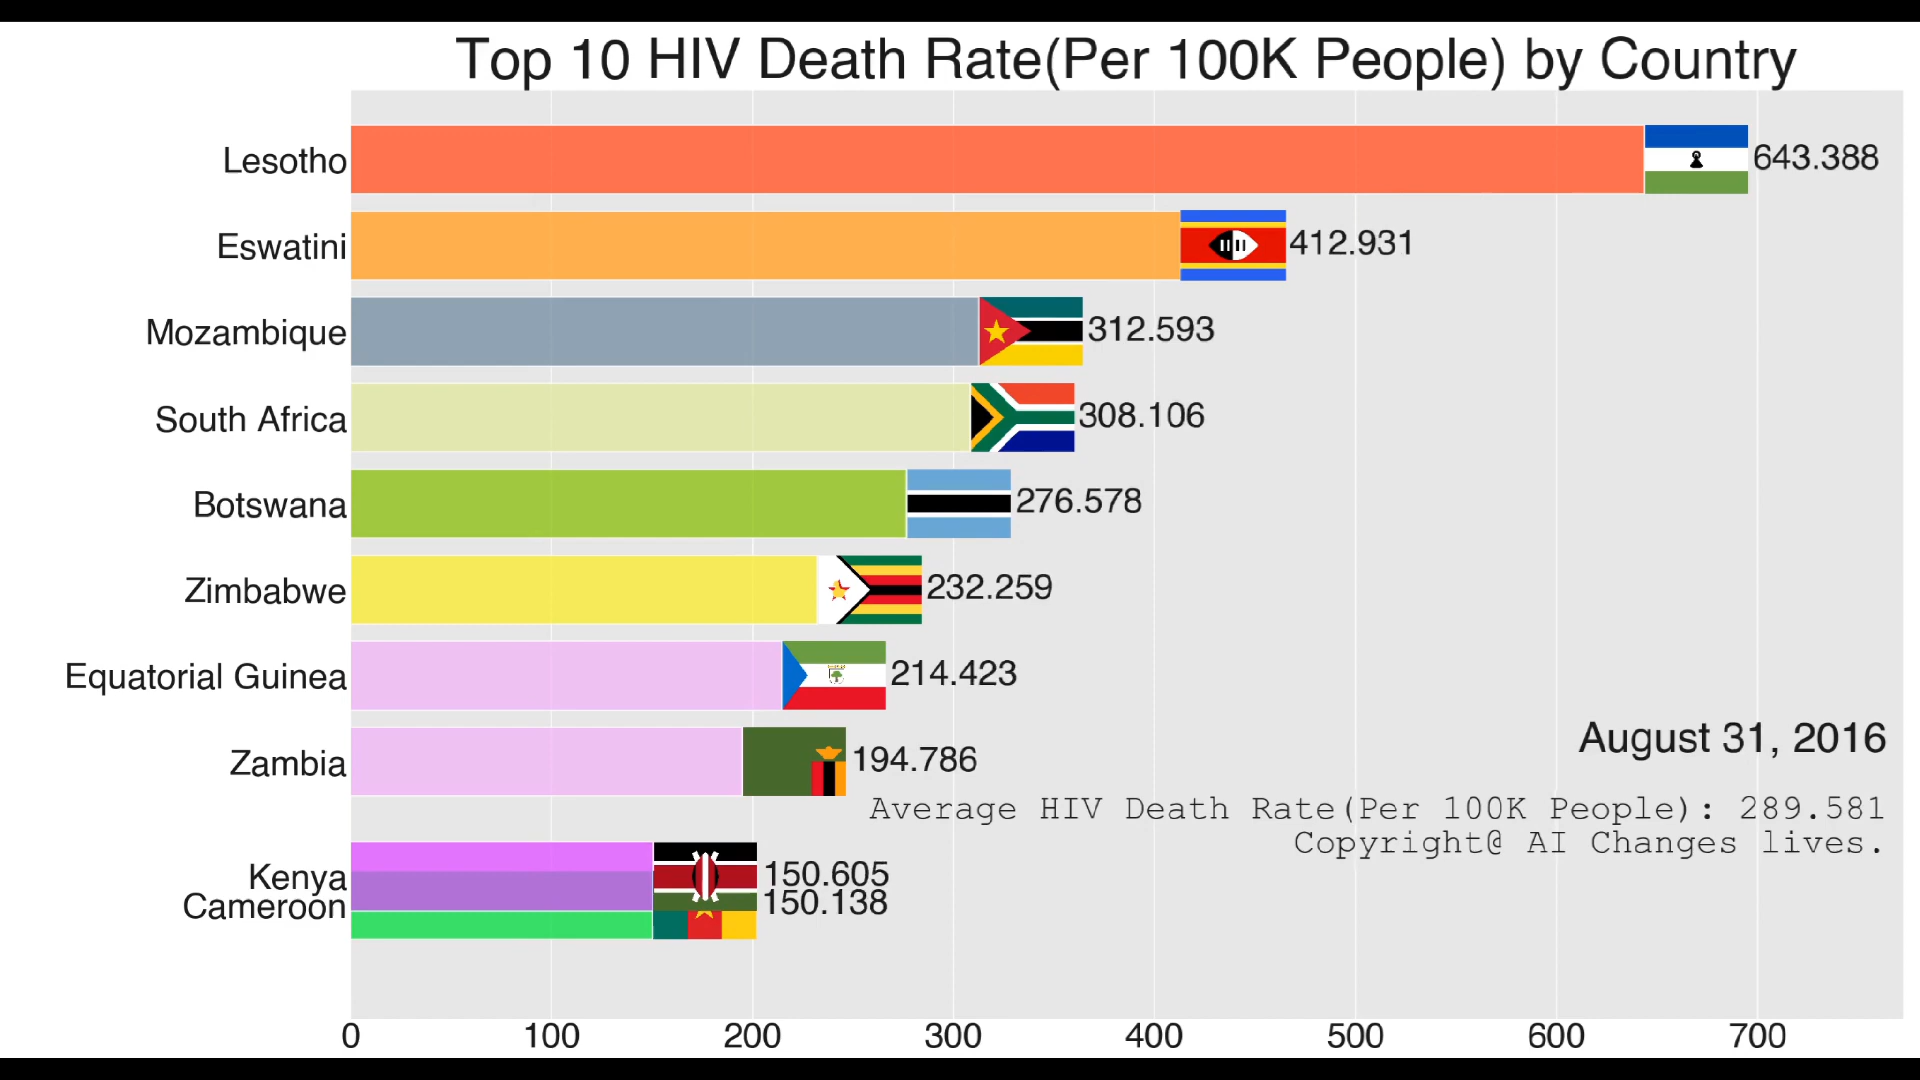 Top 10 HIV Death Rate(Per 100K People) by Country
Lesotho 643.388
Eswatini 412.931
Mozambique 312.593
South Africa 308.106
Botswana 276.578
Zimbabwe 232.259
Equatorial Guinea 214.423
Zambia 194.786
August 31, 2016
Average HIV Death Rate(Per 100K People): 289.581
Copyright@ AI Changes lives.
Kenya 150.605
Cameroon 150.138
0 100 200 300 400 500 600 700